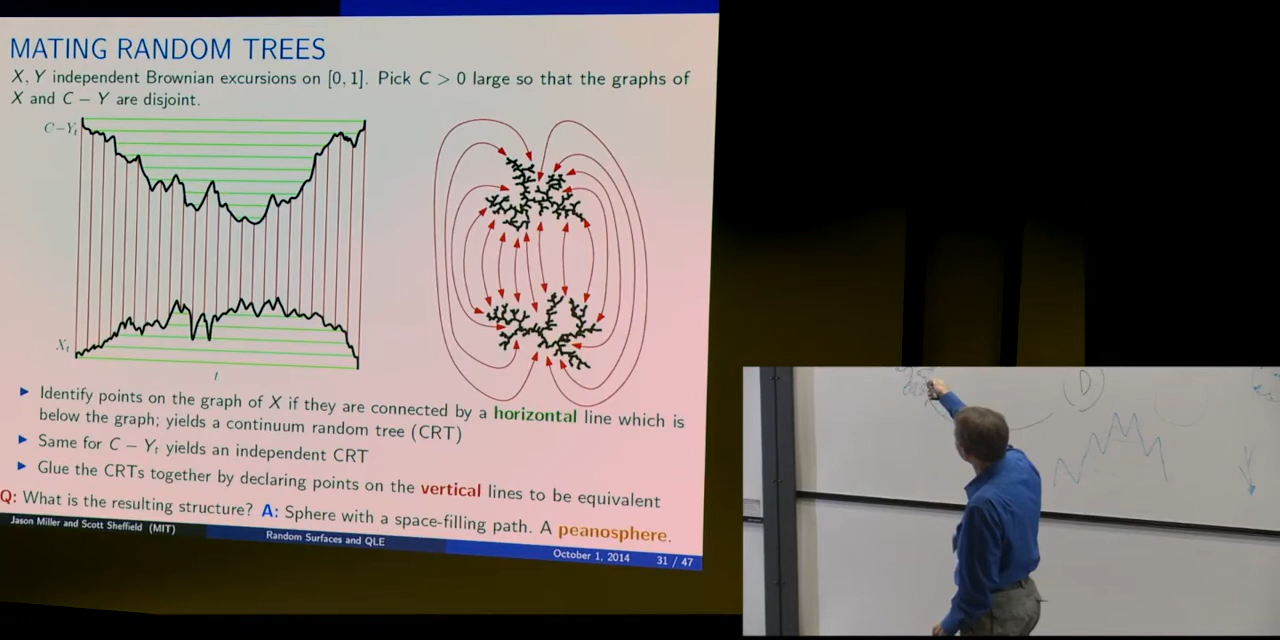 MATING RANDOM TREES
X, Y independent Brownian excursions on [0, 1]. Pick C > 0 large so that the graphs of
X and C − Y are disjoint.
C−Yt
Xt
t
▶ Identify points on the graph of X if they are connected by a horizontal line which is
below the graph; yields a continuum random tree (CRT)
▶ Same for C − Yt yields an independent CRT
▶ Glue the CRTs together by declaring points on the vertical lines to be equivalent
Q: What is the resulting structure? A: Sphere with a space-filling path. A peanosphere.
Jason Miller and Scott Sheffield (MIT)
Random Surfaces and QLE
October 1, 2014
31 / 47
D